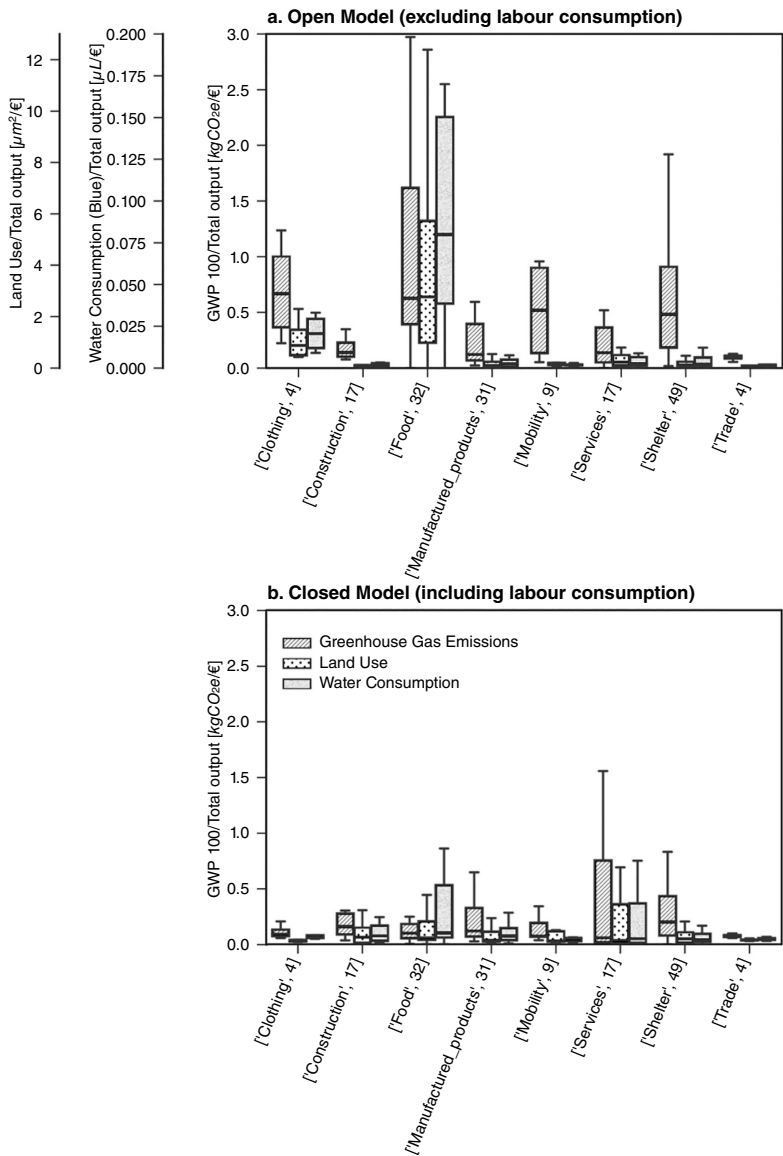 a. Open Model (excluding labour consumption)
Land Use/Total output [μm²/€]
12
10
8
6
4
2
0
Water Consumption (Blue)/Total output [μL/€]
0.200
0.175
0.150
0.125
0.100
0.075
0.050
0.025
0.000
GWP 100/Total output [kgCO₂e/€]
3.0
2.5
2.0
1.5
1.0
0.5
0.0
['Clothing', 4]
['Construction', 17]
['Food', 32]
['Manufactured_products', 31]
['Mobility', 9]
['Services', 17]
['Shelter', 49]
['Trade', 4]
b. Closed Model (including labour consumption)
GWP 100/Total output [kgCO₂e/€]
3.0
2.5
2.0
1.5
1.0
0.5
0.0
Greenhouse Gas Emissions
Land Use
Water Consumption
['Clothing', 4]
['Construction', 17]
['Food', 32]
['Manufactured_products', 31]
['Mobility', 9]
['Services', 17]
['Shelter', 49]
['Trade', 4]